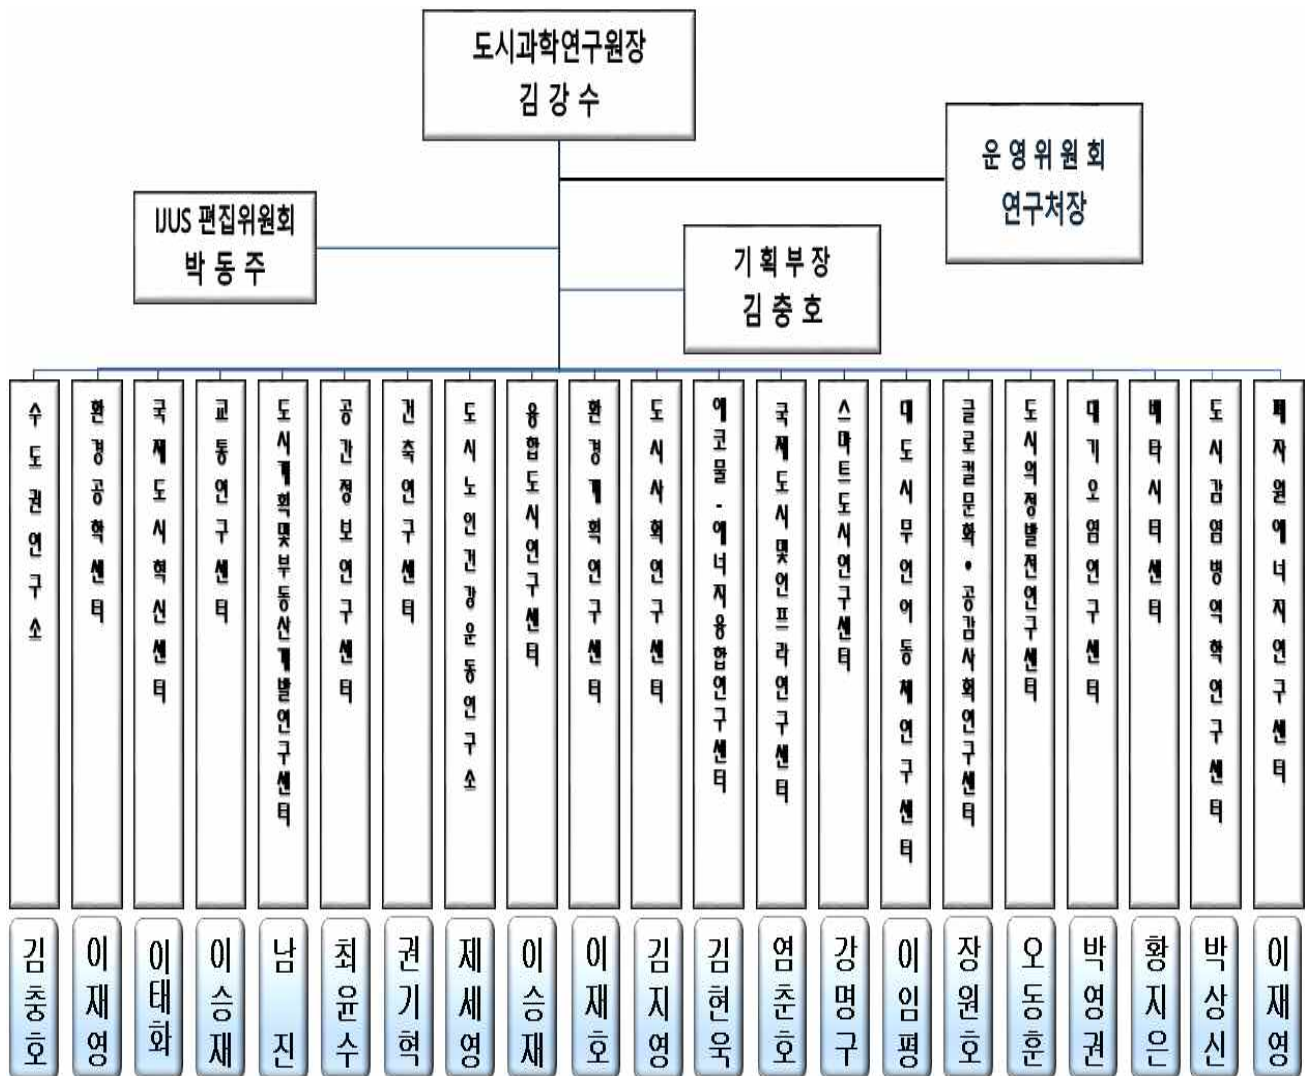 도시과학연구원장
김 강 수
운 영 위 원 회
연구처장
IJUS 편집위원회
박 동 주
기 획 부 장
김 충 호
수도권연구소
환경공학센터
국제도시혁신센터
교통연구센터
도시계획및부동산개발연구센터
공간정보연구센터
건축연구센터
도시노인건강운동연구소
융합도시연구센터
환경계획연구센터
도시사회연구센터
에코물-에너지융합연구센터
국제도시및인프라연구센터
스마트도시연구센터
대도시무인이동체연구센터
글로컬문화•공감사회연구센터
도시의정발전연구센터
대기오염연구센터
베타시티센터
도시감염병역학연구센터
폐자원에너지연구센터
김충호
이재영
이태화
이승재
남 진
최윤수
권기혁
제세영
이승재
이재호
김지영
김현욱
염춘호
강명구
이임평
장원호
오동훈
박영권
황지은
박상신
이재영